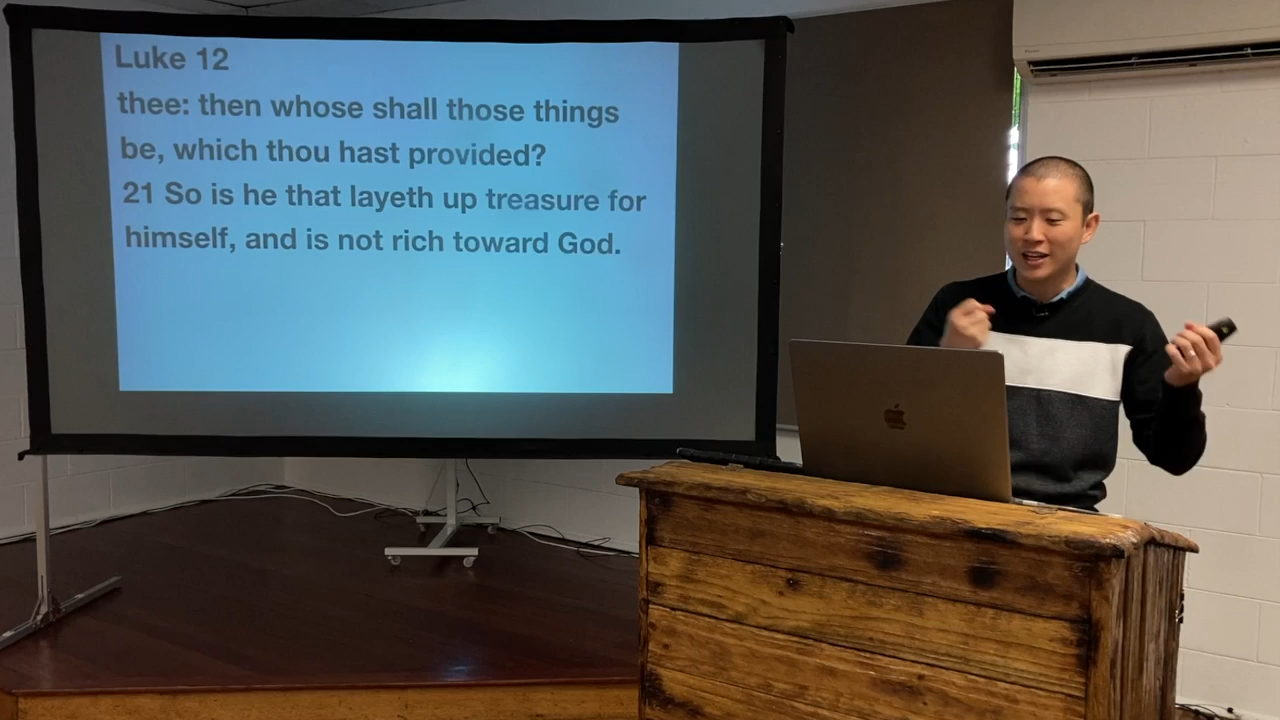 Luke 12
thee: then whose shall those things
be, which thou hast provided?
21 So is he that layeth up treasure for
himself, and is not rich toward God.